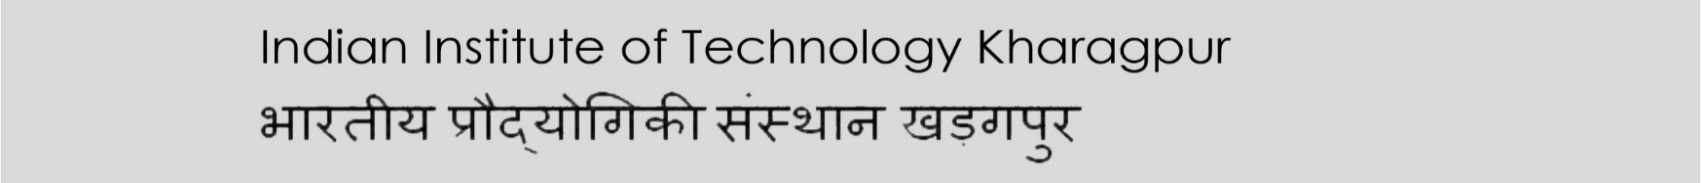 Indian Institute of Technology Kharagpur
भारतीय प्रौद्‌योगिकी संस्थान खड़गपुर